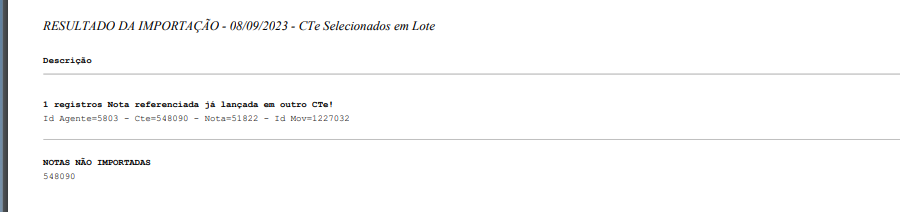 RESULTADO DA IMPORTAÇÃO - 08/09/2023 - CTe Selecionados em Lote
Descrição
1 registros Nota referenciada já lançada em outro CTe!
Id Agente=5803 - Cte=548090 - Nota=51822 - Id Mov=1227032
NOTAS NÃO IMPORTADAS
548090